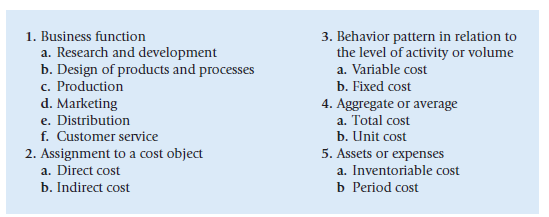 1. Business function
a. Research and development
b. Design of products and processes
c. Production
d. Marketing
e. Distribution
f. Customer service
2. Assignment to a cost object
a. Direct cost
b. Indirect cost
3. Behavior pattern in relation to
the level of activity or volume
a. Variable cost
b. Fixed cost
4. Aggregate or average
a. Total cost
b. Unit cost
5. Assets or expenses
a. Inventoriable cost
b Period cost